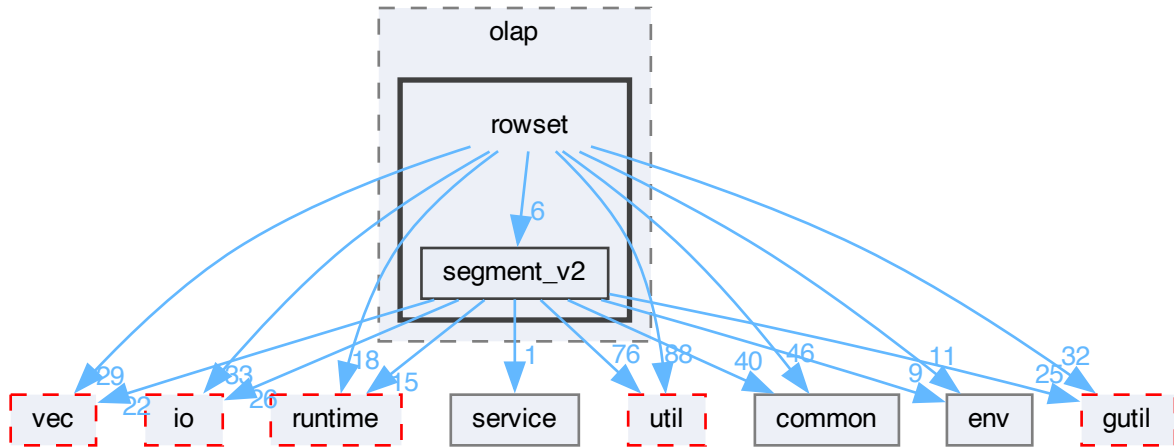 olap
rowset
6
segment_v2
18
1
76
88
40
46
11
32
29
33
15
9
25
22
26
vec
io
runtime
service
util
common
env
gutil